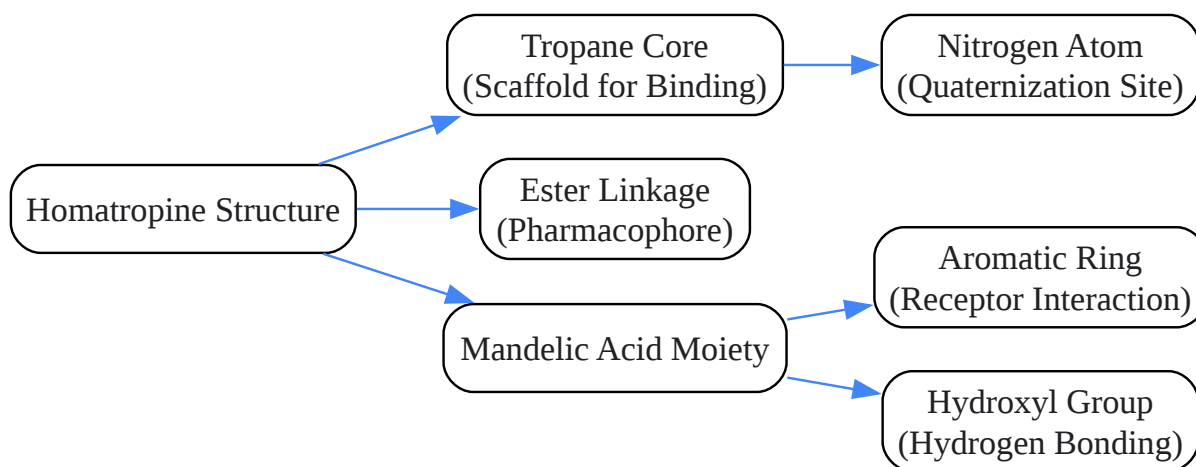 Homatropine Structure
Tropane Core
(Scaffold for Binding)
Nitrogen Atom
(Quaternization Site)
Ester Linkage
(Pharmacophore)
Mandelic Acid Moiety
Aromatic Ring
(Receptor Interaction)
Hydroxyl Group
(Hydrogen Bonding)